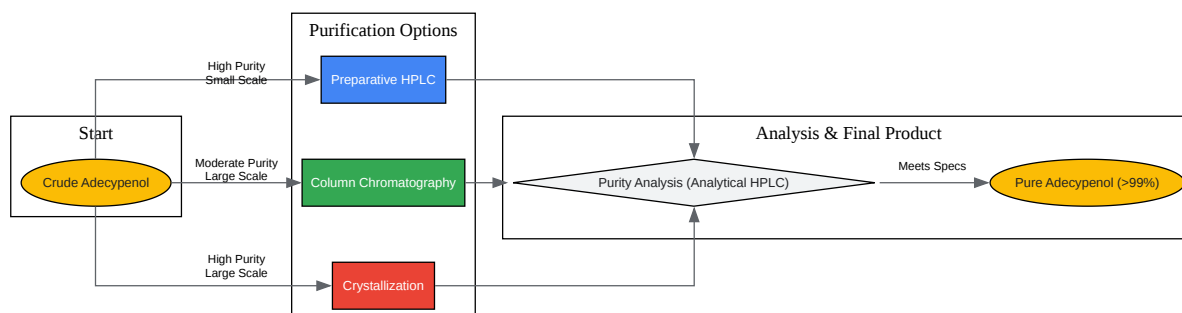 Purification Options
High Purity
Small Scale
Preparative HPLC
Start
Analysis & Final Product
Crude Adecypenol
Moderate Purity
Large Scale
Column Chromatography
Purity Analysis (Analytical HPLC)
Meets Specs
Pure Adecypenol (>99%)
High Purity
Large Scale
Crystallization